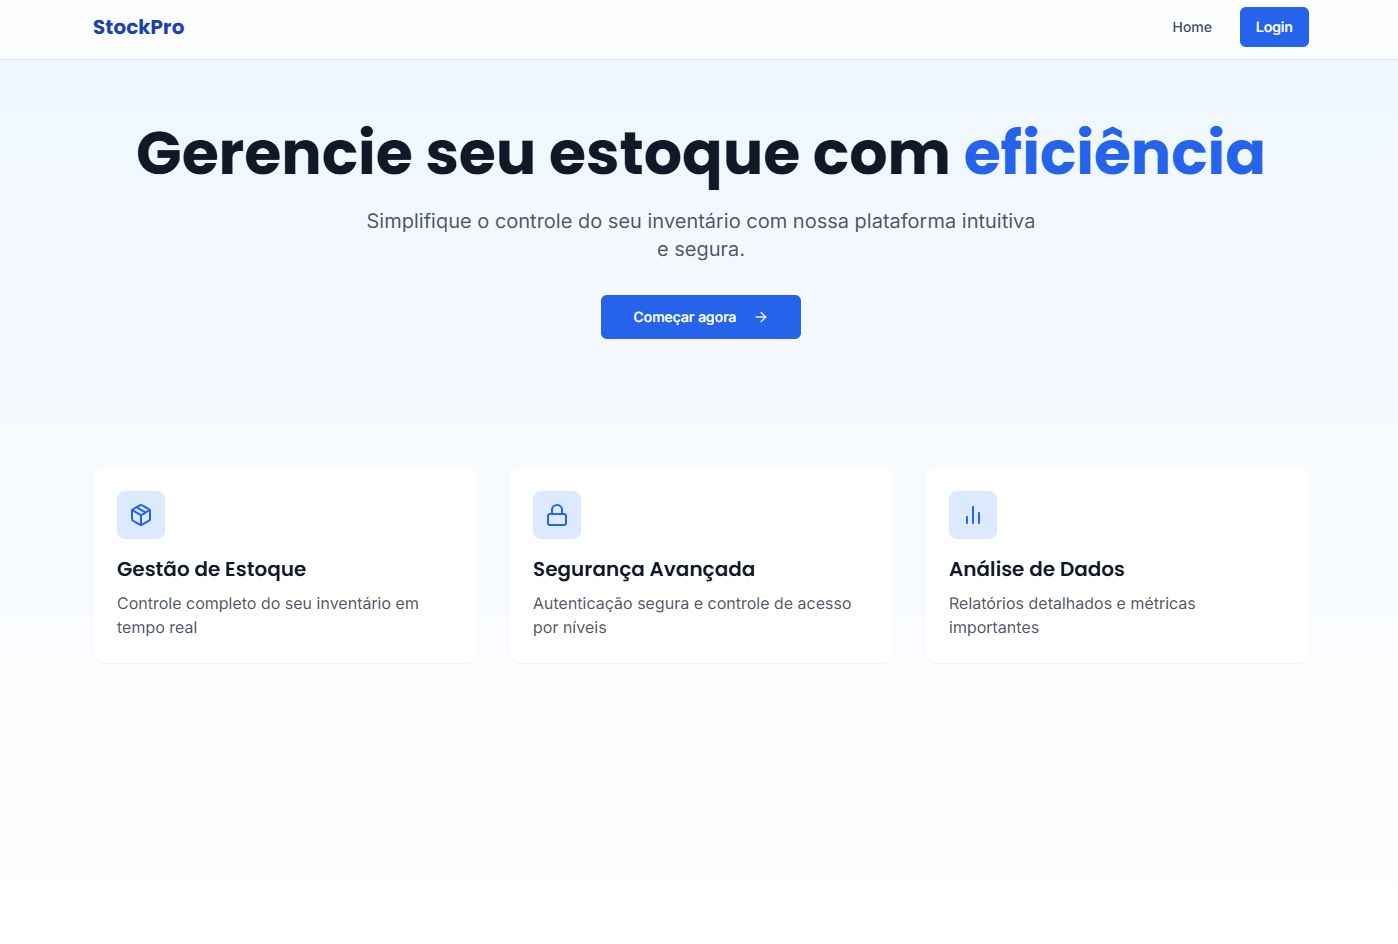 StockPro
Home
Login
Gerencie seu estoque com eficiência
Simplifique o controle do seu inventário com nossa plataforma intuitiva
e segura.
Começar agora
Gestão de Estoque
Controle completo do seu inventário em
tempo real
Segurança Avançada
Autenticação segura e controle de acesso
por níveis
Análise de Dados
Relatórios detalhados e métricas
importantes